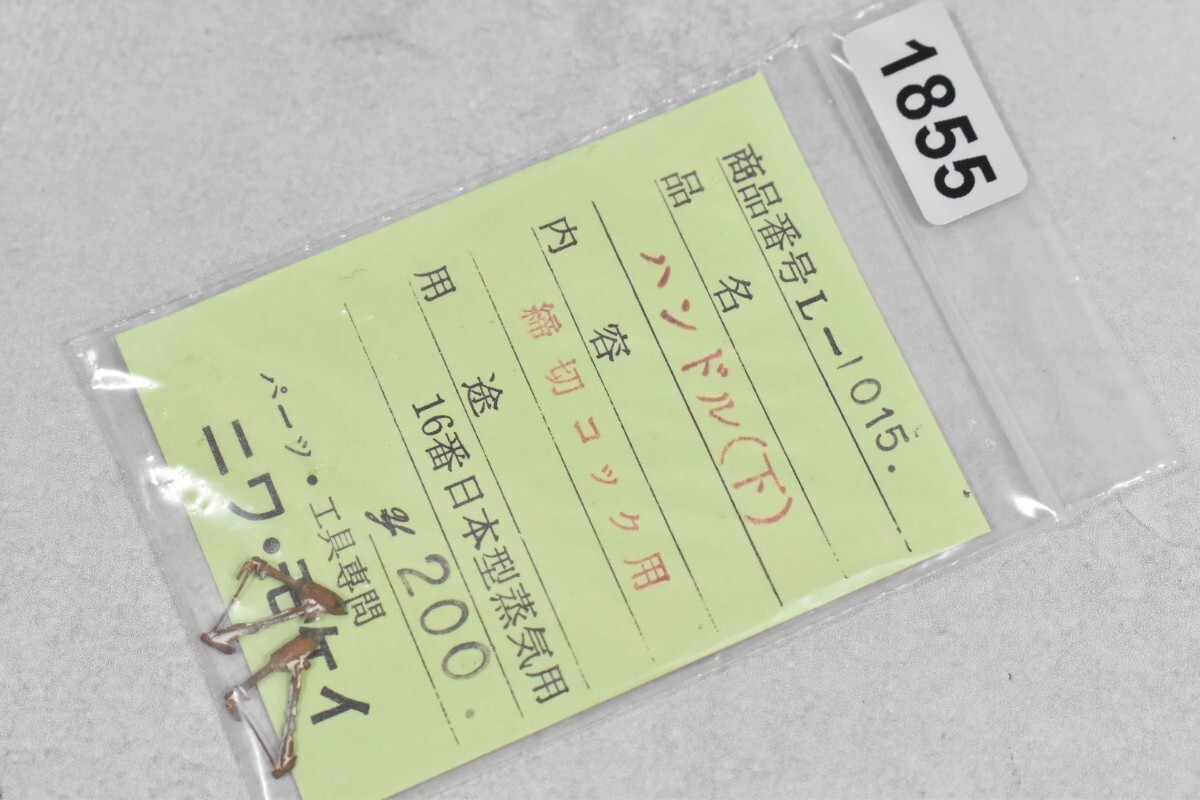 1855
商品番号L-1015.
品名
ハンドル(下)
内容
締切コック用
用途
16番日本型蒸気用
¥200.
パーツ・工具専門
ニワ・モケイ